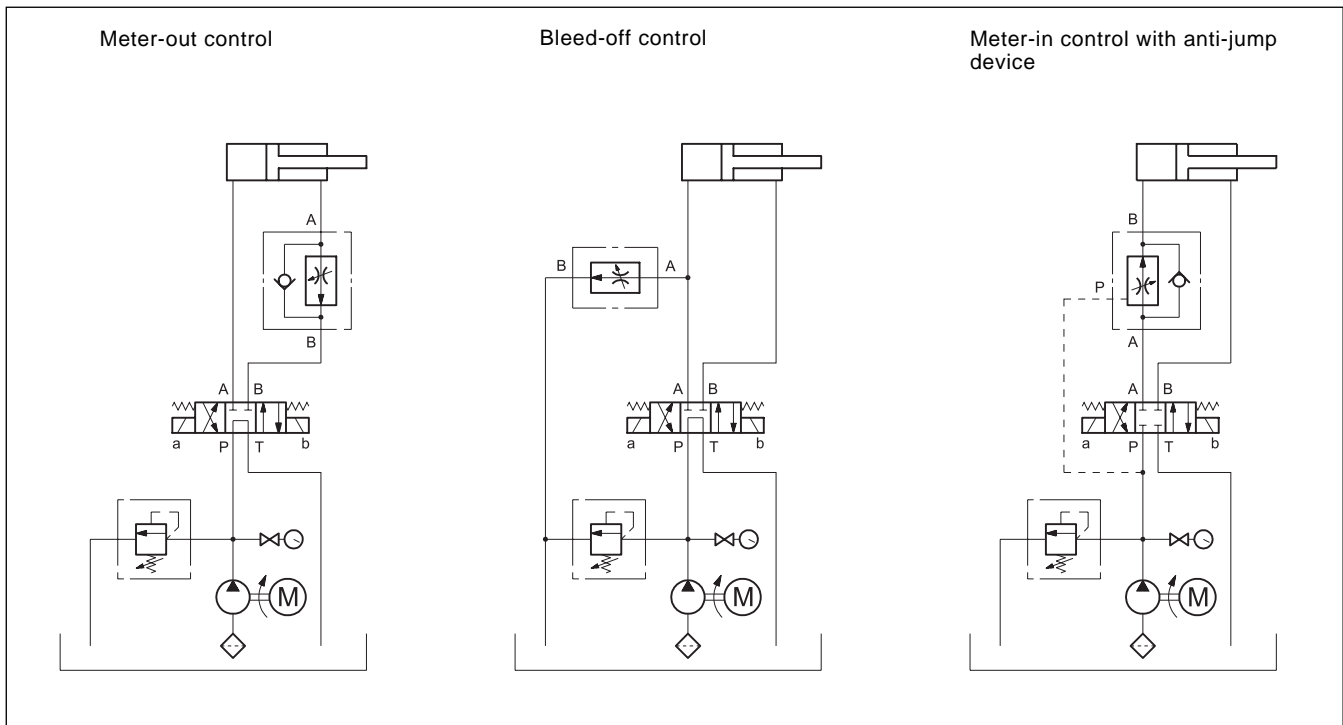 Meter-out control
A
B
A B
a P T b
M
Bleed-off control
B A
A B
a P T b
M
Meter-in control with anti-jump
device
B
P
A
A B
a P T b
M